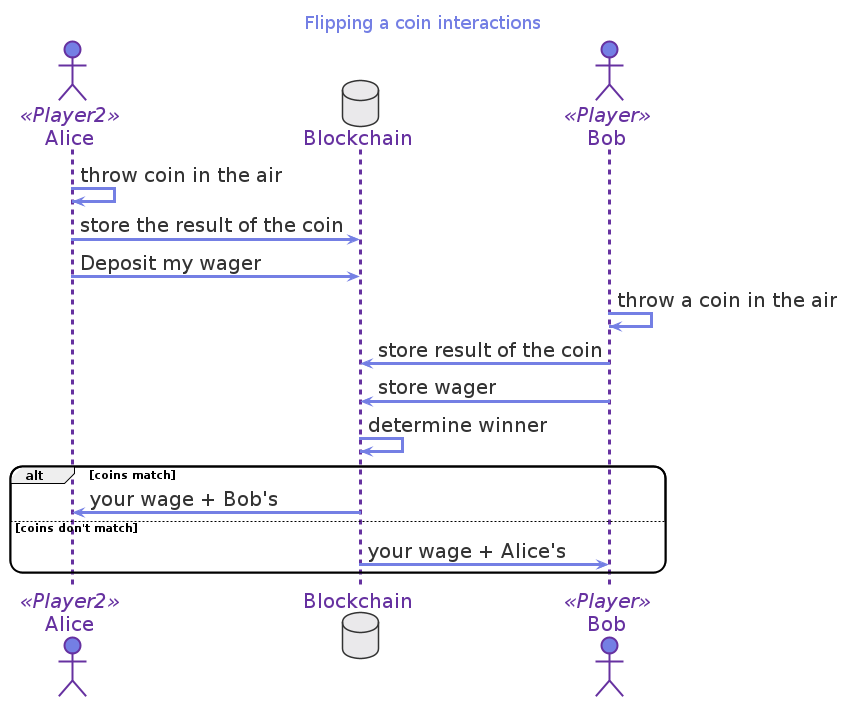 Flipping a coin interactions
«Player2»
Alice
Blockchain
«Player»
Bob
throw coin in the air
store the result of the coin
Deposit my wager
throw a coin in the air
store result of the coin
store wager
determine winner
alt [coins match]
your wage + Bob's
[coins don't match]
your wage + Alice's
«Player2»
Alice
Blockchain
«Player»
Bob